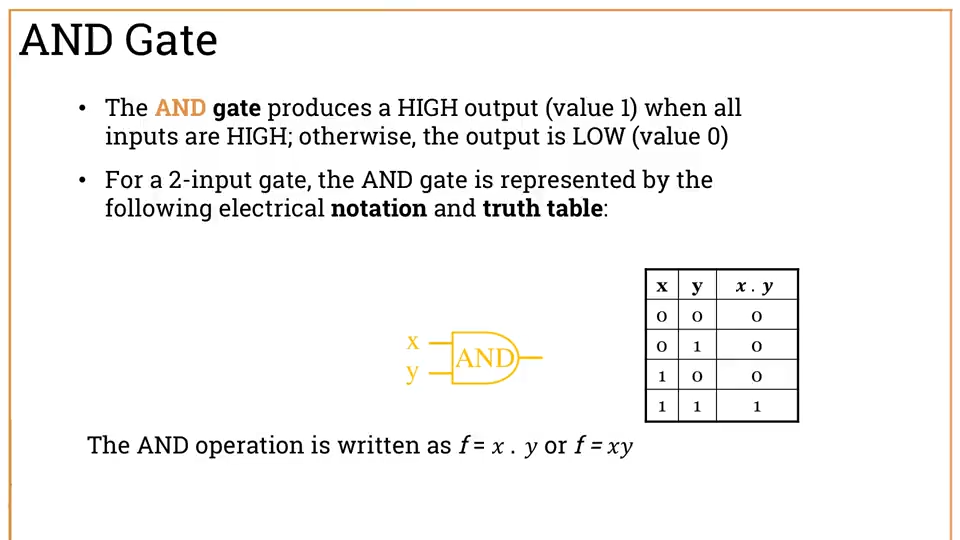 AND Gate
• The AND gate produces a HIGH output (value 1) when all
inputs are HIGH; otherwise, the output is LOW (value 0)
• For a 2-input gate, the AND gate is represented by the
following electrical notation and truth table:
x y x . y
0 0 0
0 1 0
1 0 0
1 1 1
x
AND
y
The AND operation is written as f = x . y or f = xy